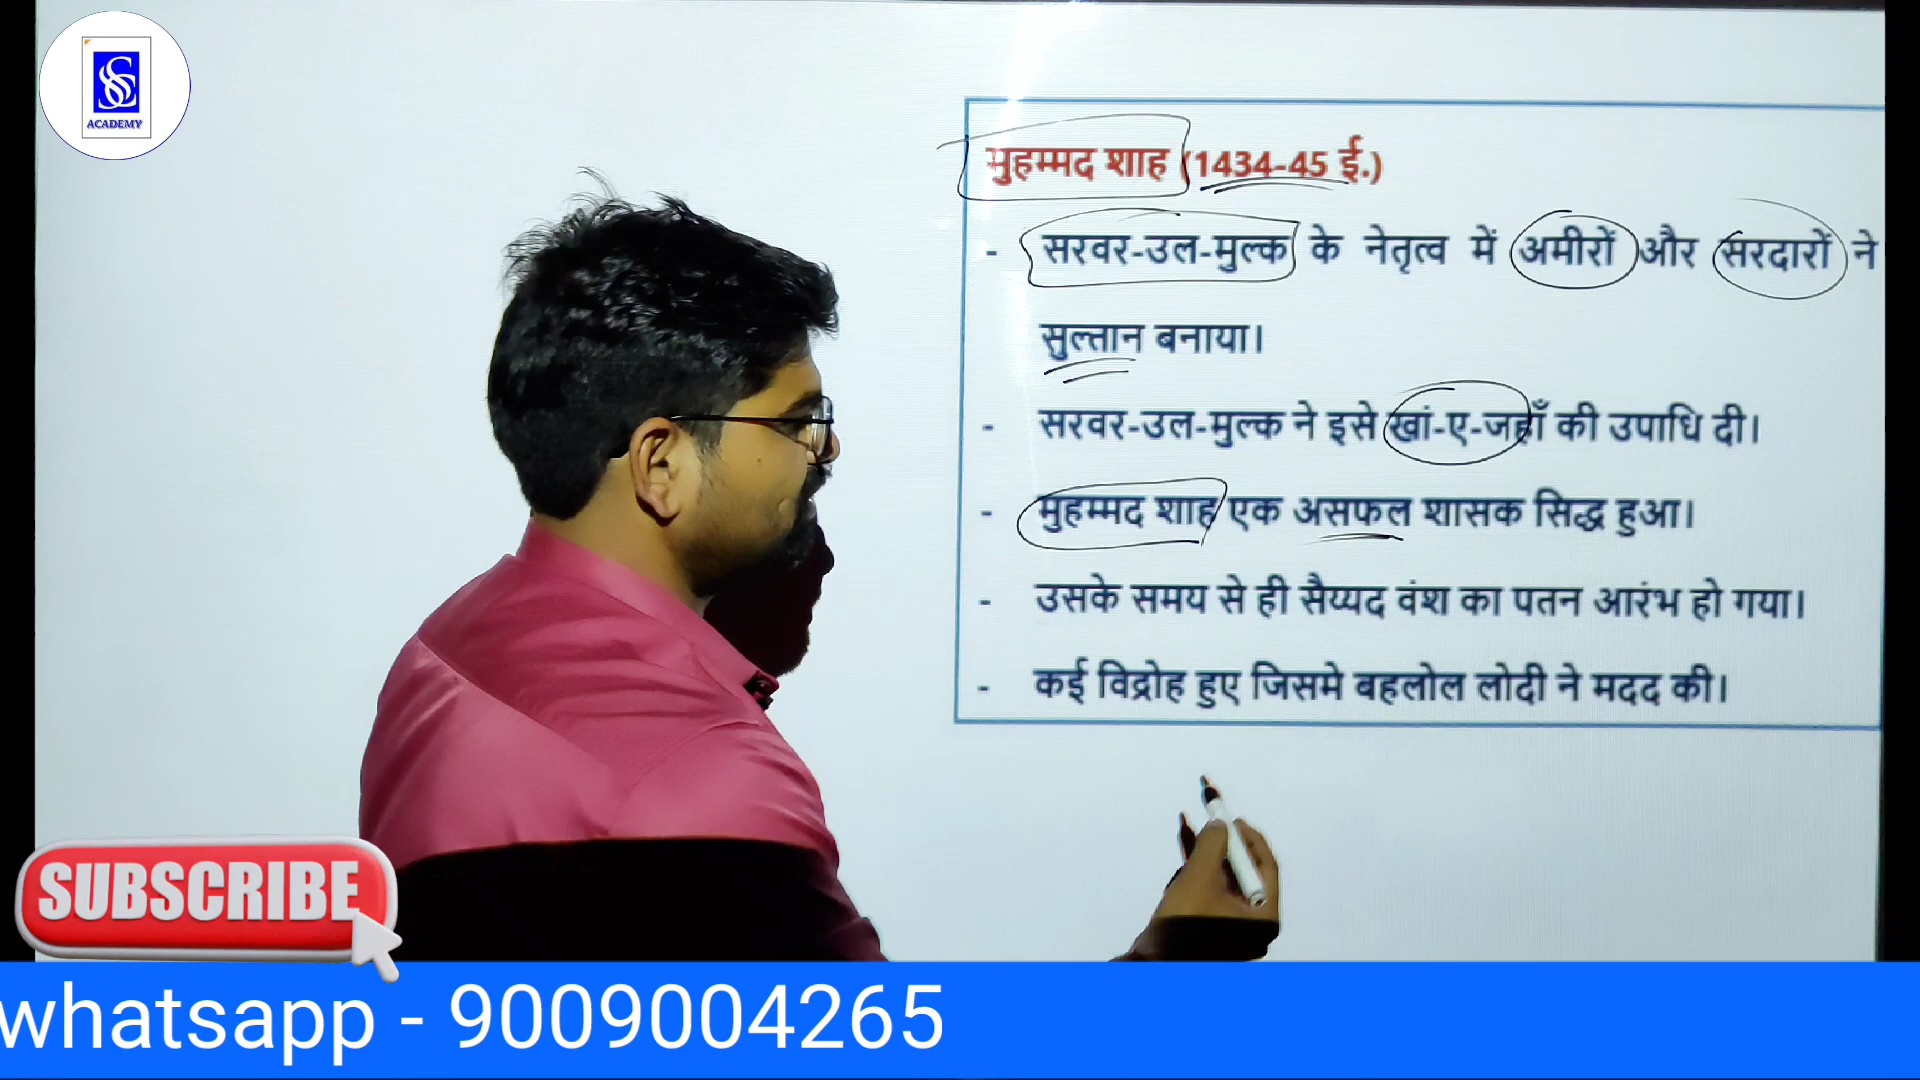 SS
ACADEMY
मुहम्मद शाह (1434-45 ई.)
- सरवर-उल-मुल्क के नेतृत्व में अमीरों और सरदारों ने
सुल्तान बनाया।
- सरवर-उल-मुल्क ने इसे खां-ए-जहाँ की उपाधि दी।
- मुहम्मद शाह एक असफल शासक सिद्ध हुआ।
- उसके समय से ही सैय्यद वंश का पतन आरंभ हो गया।
- कई विद्रोह हुए जिसमे बहलोल लोदी ने मदद की।
SUBSCRIBE
whatsapp - 9009004265